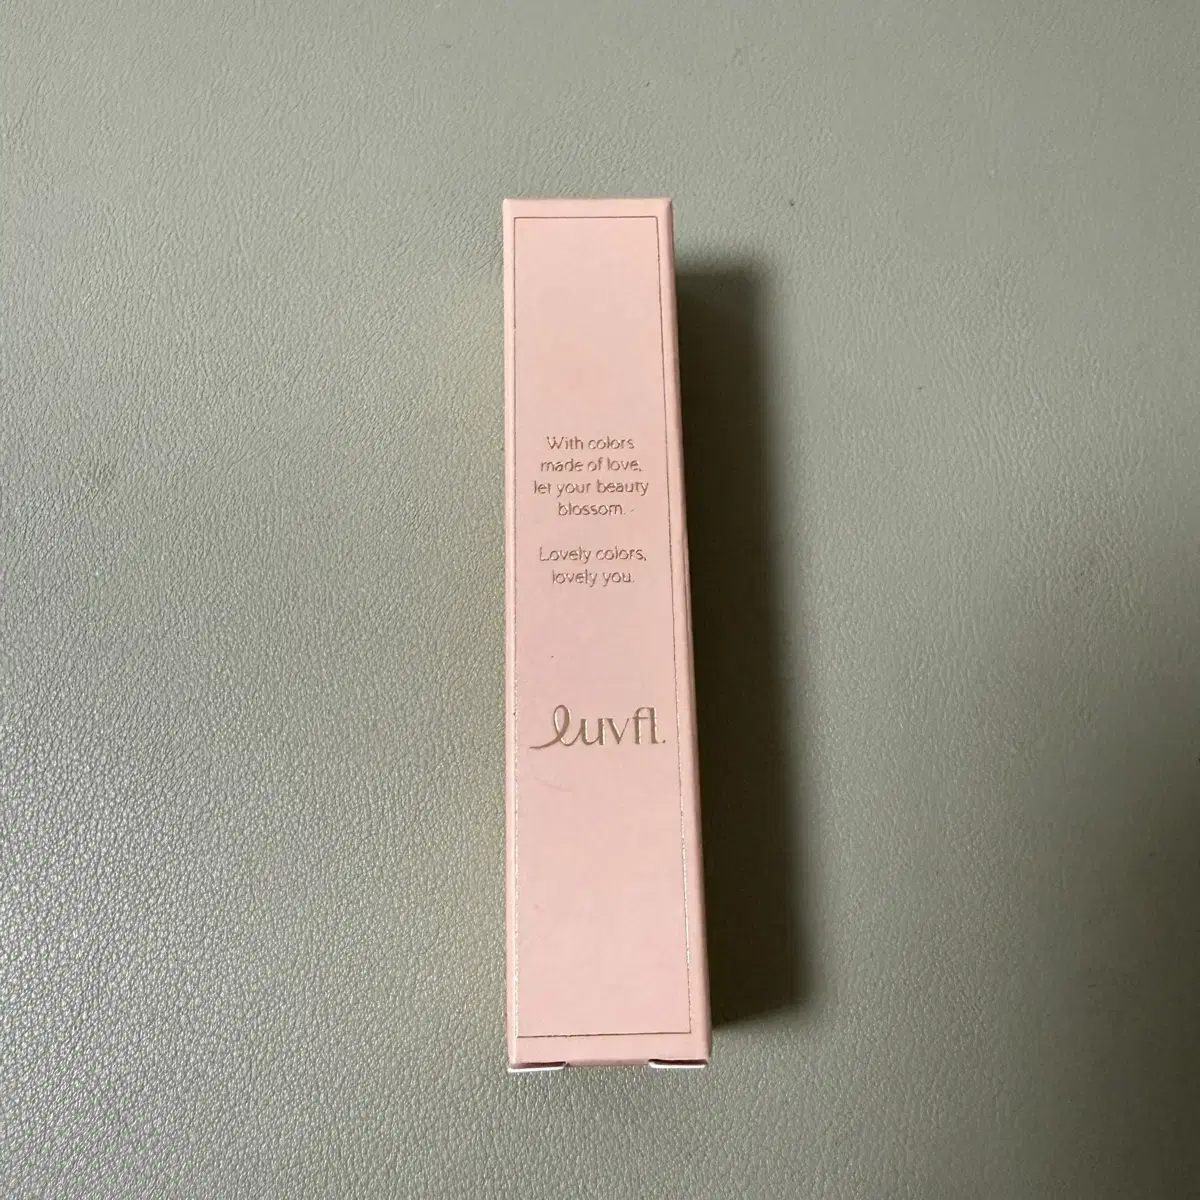 With colors
made of love,
let your beauty
blossom.
Lovely colors,
lovely you.
luvfl.